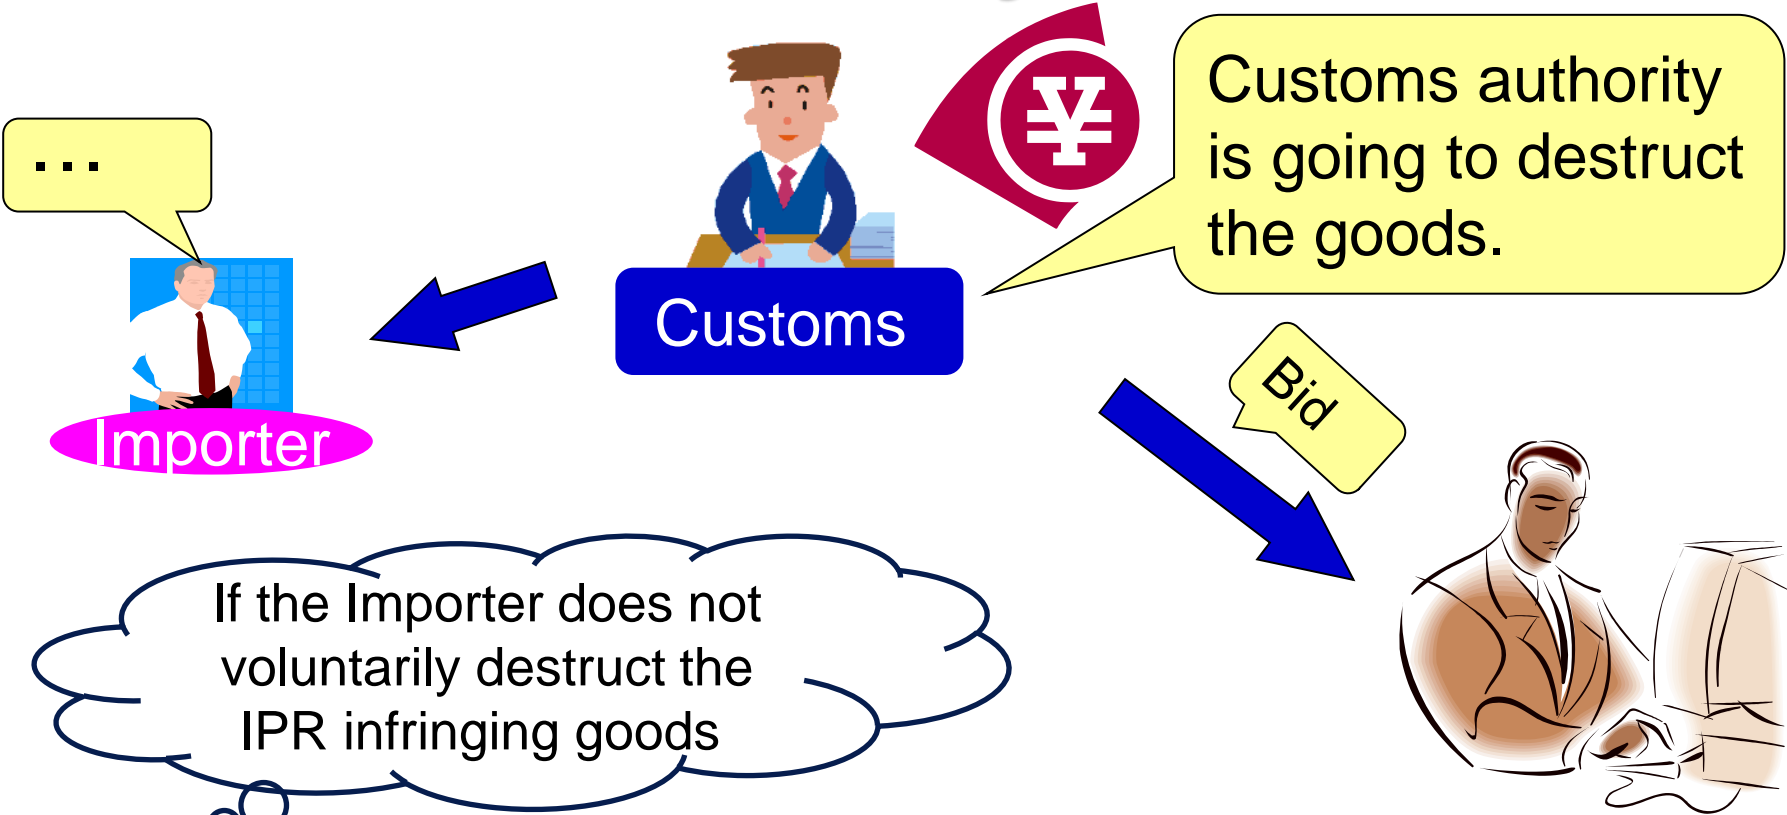 Customs authority
is going to destruct
the goods.
...
Customs
Bid
Importer
If the Importer does not
voluntarily destruct the
IPR infringing goods